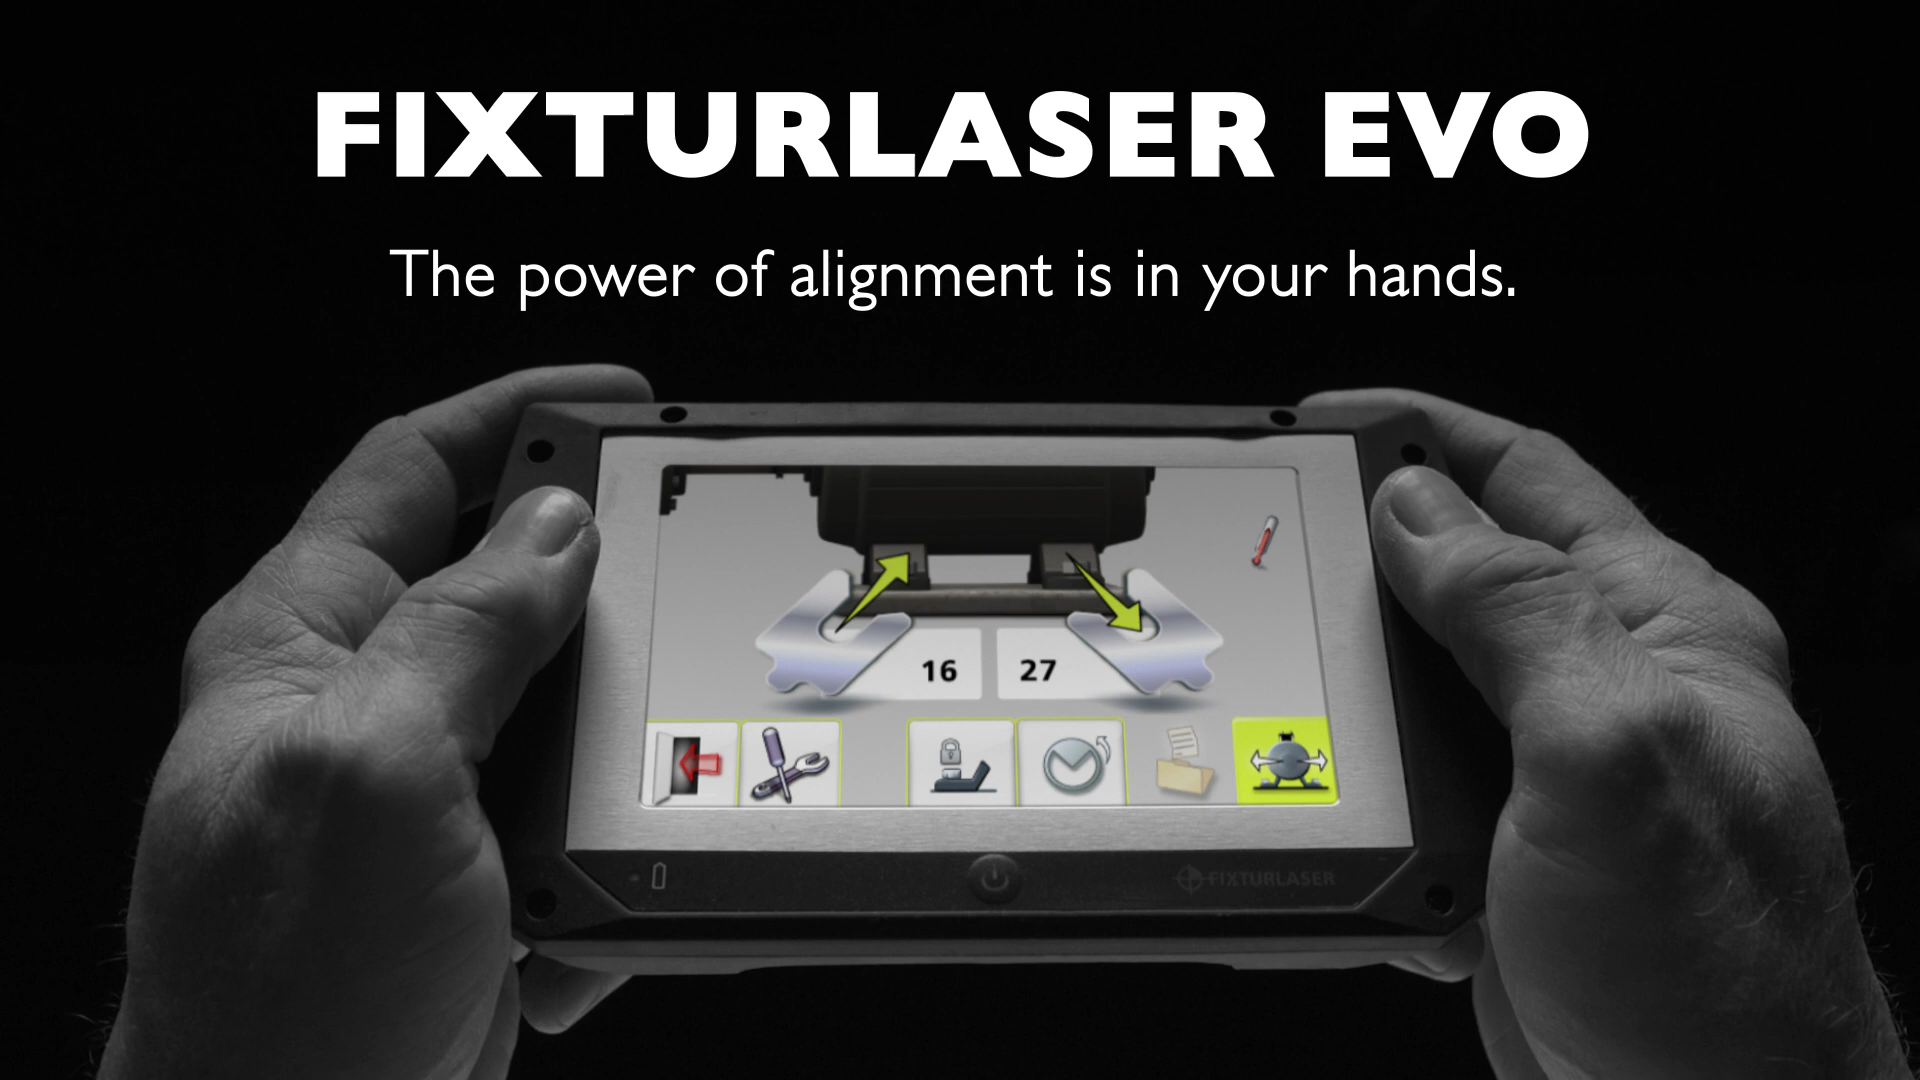 FIXTURLASER EVO
The power of alignment is in your hands.
16 27
FIXTURLASER